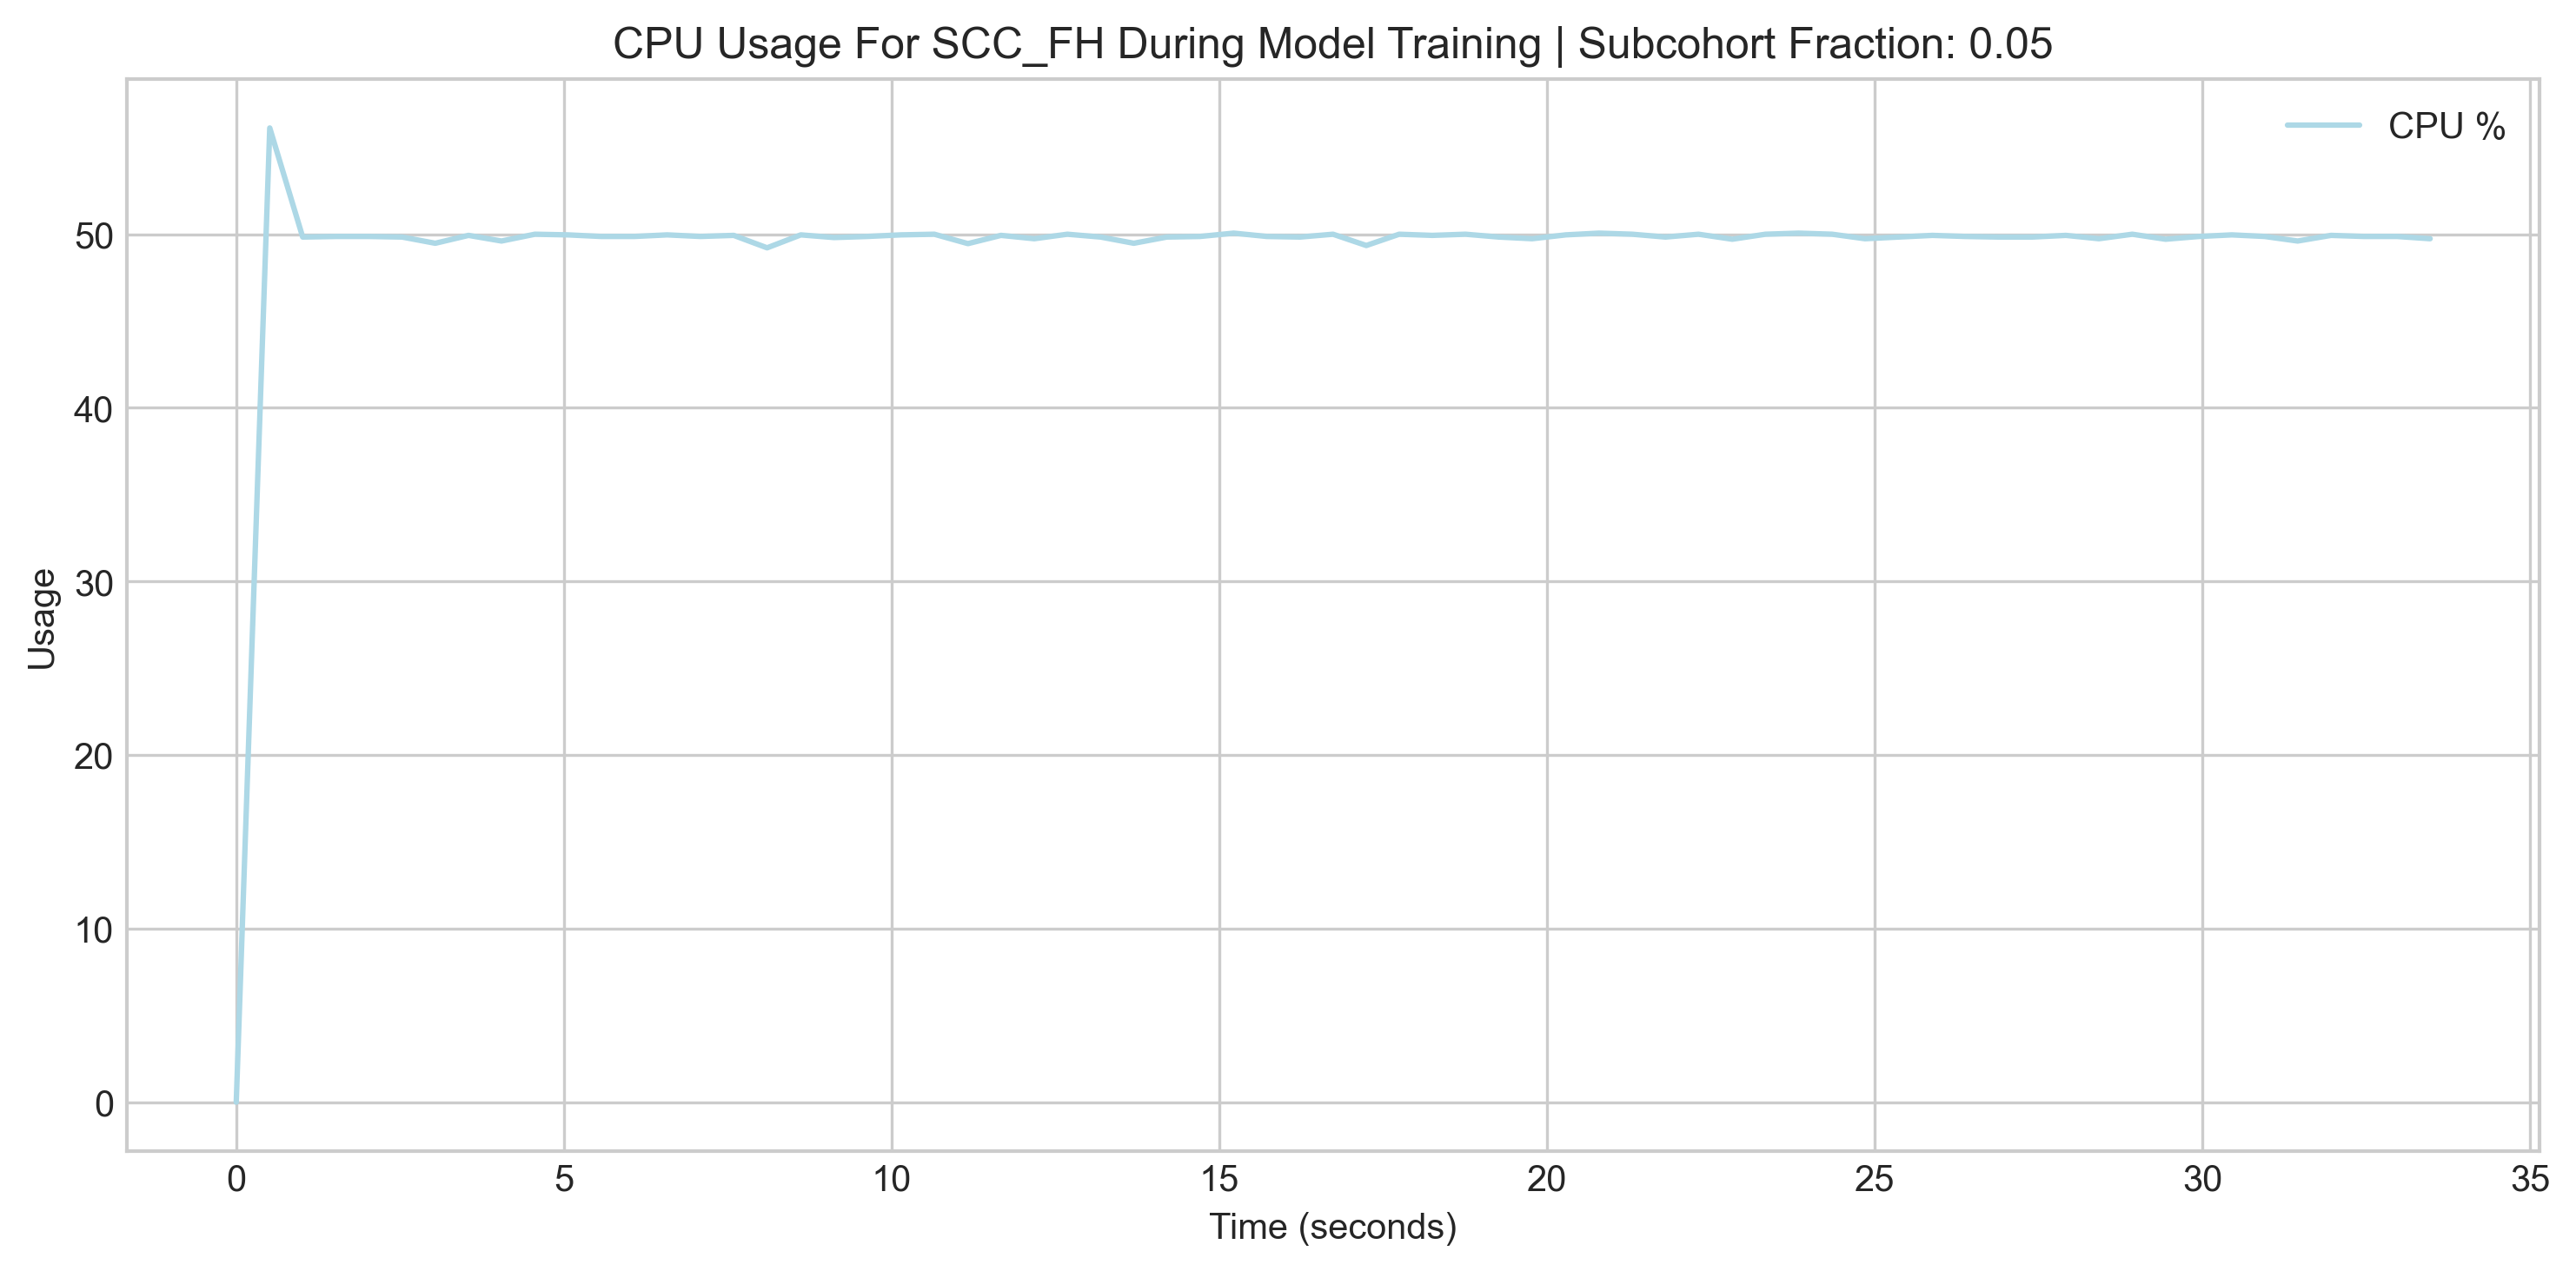 CPU Usage For SCC_FH During Model Training | Subcohort Fraction: 0.05
CPU %
50
40
30
20
10
0
Usage
0 5 10 15 20 25 30 35
Time (seconds)